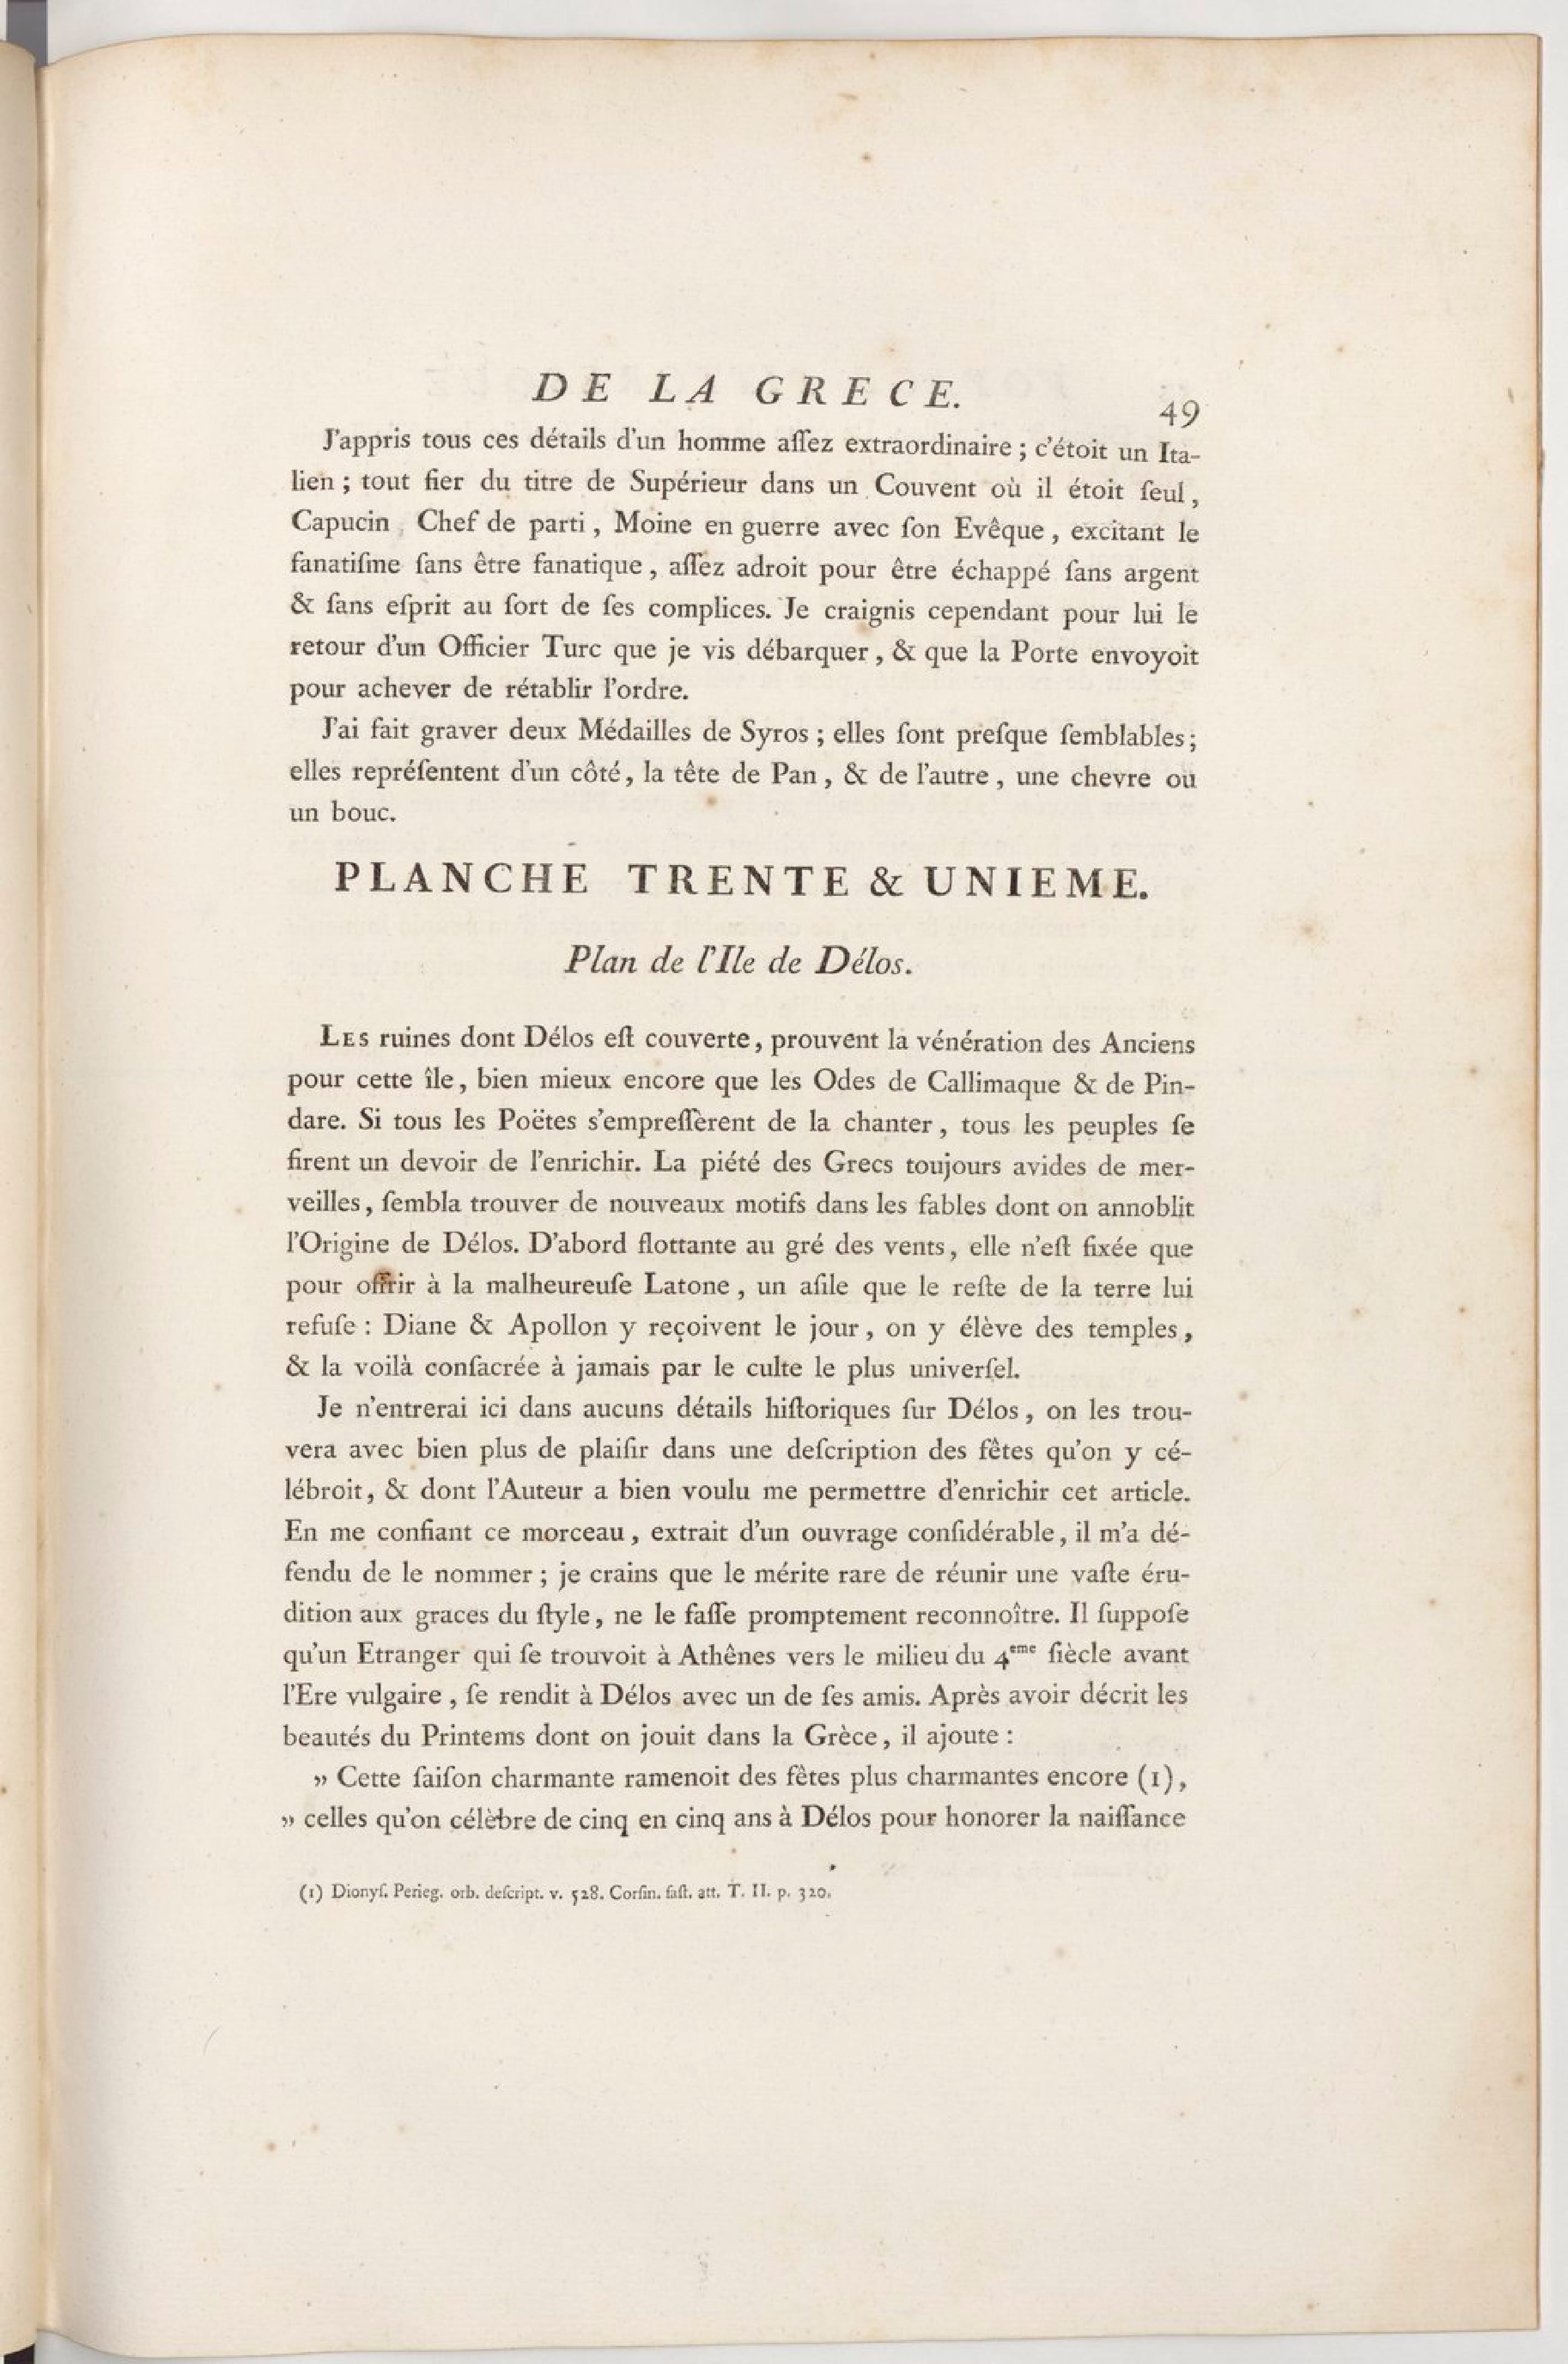 DE LA GRECE.
49
J'appris tous ces détails d'un homme aſſez extraordinaire ; c'étoit un Ita-
lien ; tout fier du titre de Supérieur dans un Couvent où il étoit ſeul,
Capucin, Chef de parti, Moine en guerre avec ſon Evêque, excitant le
fanatiſme ſans être fanatique, aſſez adroit pour être échappé ſans argent
& ſans eſprit au ſort de ſes complices. Je craignis cependant pour lui le
retour d'un Officier Turc que je vis débarquer, & que la Porte envoyoit
pour achever de rétablir l'ordre.
J'ai fait graver deux Médailles de Syros ; elles ſont preſque ſemblables ;
elles repréſentent d'un côté, la tête de Pan, & de l'autre, une chevre ou
un bouc.
PLANCHE TRENTE & UNIEME.
Plan de l'Ile de Délos.
LES ruines dont Délos eſt couverte, prouvent la vénération des Anciens
pour cette île, bien mieux encore que les Odes de Callimaque & de Pin-
dare. Si tous les Poëtes s'empreſſèrent de la chanter, tous les peuples ſe
firent un devoir de l'enrichir. La piété des Grecs toujours avides de mer-
veilles, ſembla trouver de nouveaux motifs dans les fables dont on annoblit
l'Origine de Délos. D'abord flottante au gré des vents, elle n'eſt fixée que
pour offrir à la malheureuſe Latone, un aſile que le reſte de la terre lui
refuſe : Diane & Apollon y reçoivent le jour, on y élève des temples,
& la voilà conſacrée à jamais par le culte le plus univerſel.
Je n'entrerai ici dans aucuns détails hiſtoriques ſur Délos, on les trou-
vera avec bien plus de plaiſir dans une deſcription des fêtes qu'on y cé-
lébroit, & dont l'Auteur a bien voulu me permettre d'enrichir cet article.
En me confiant ce morceau, extrait d'un ouvrage conſidérable, il m'a dé-
fendu de le nommer ; je crains que le mérite rare de réunir une vaſte éru-
dition aux graces du ſtyle, ne le faſſe promptement reconnoître. Il ſuppoſe
qu'un Etranger qui ſe trouvoit à Athênes vers le milieu du 4eme ſiècle avant
l'Ere vulgaire, ſe rendit à Délos avec un de ſes amis. Après avoir décrit les
beautés du Printems dont on jouit dans la Grèce, il ajoute :
» Cette ſaiſon charmante ramenoit des fêtes plus charmantes encore (1),
» celles qu'on célèbre de cinq en cinq ans à Délos pour honorer la naiſſance
(1) Dionyſ. Perieg. orb. deſcript. v. 528. Corſin. faſt. att. T. II. p. 320.